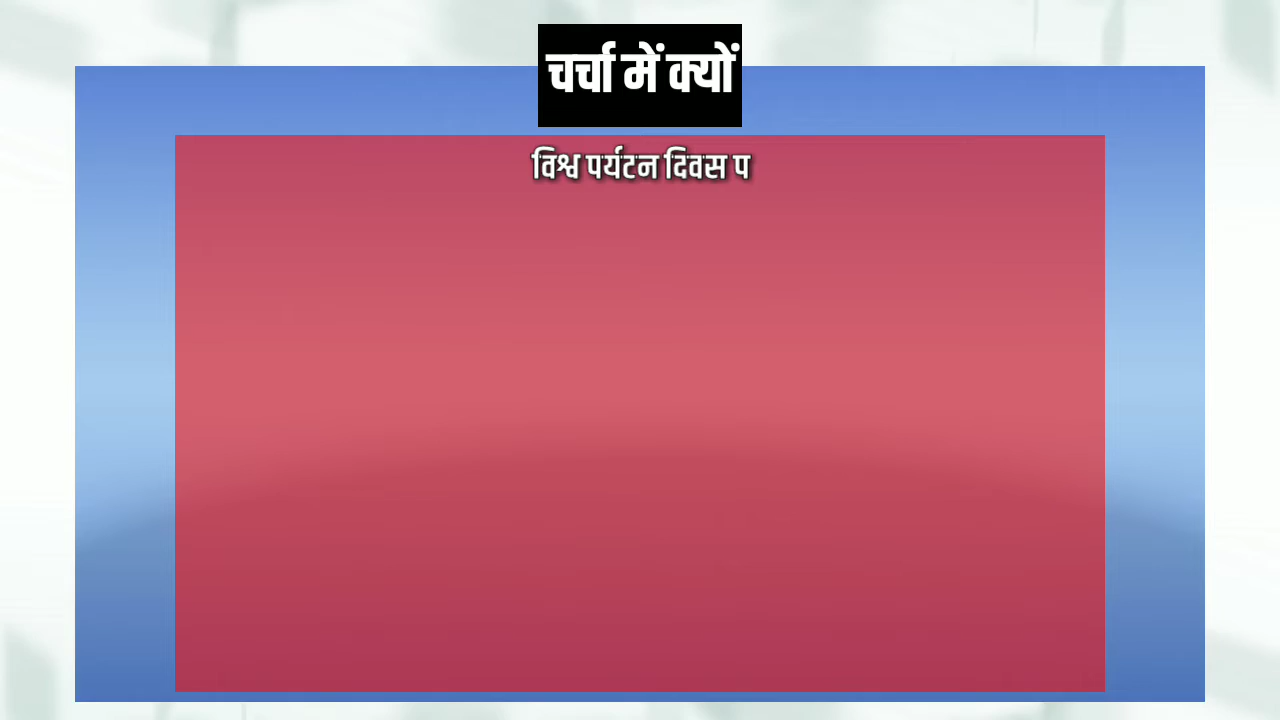 चर्चा में क्यों
विश्व पर्यटन दिवस प